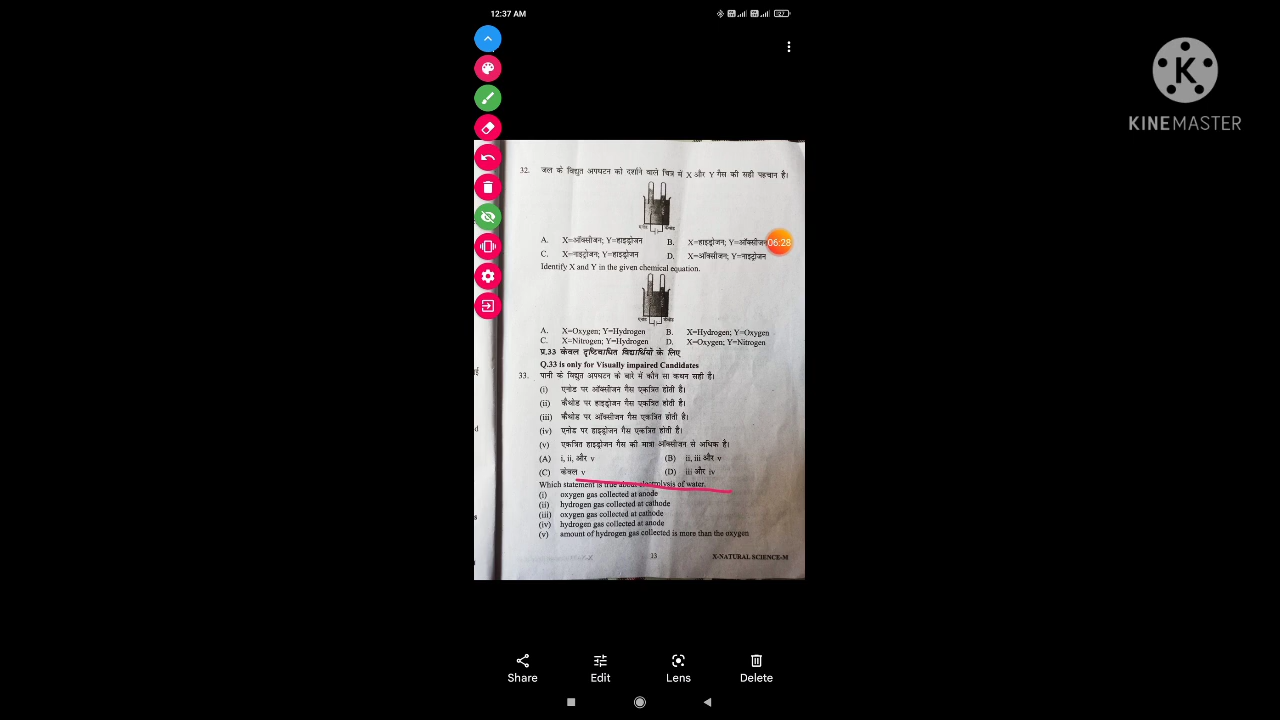 12:37 AM
KINEMASTER
32. जल के विद्युत अपघटन को दर्शाने वाले चित्र में X और Y गैस की सही पहचान है।
A. X=ऑक्सीजन; Y=हाइड्रोजन B. X=हाइड्रोजन; Y=ऑक्सीजन
06:28
C. X=नाइट्रोजन; Y=हाइड्रोजन D. X=ऑक्सीजन; Y=नाइट्रोजन
Identify X and Y in the given chemical equation.
A. X=Oxygen; Y=Hydrogen B. X=Hydrogen; Y=Oxygen
C. X=Nitrogen; Y=Hydrogen D. X=Oxygen; Y=Nitrogen
प्र.33 केवल दृष्टिबाधित विद्यार्थियों के लिए
Q.33 is only for Visually impaired Candidates
33. पानी के विद्युत अपघटन के बारे में कौन सा कथन सही है।
(i) एनोड पर ऑक्सीजन गैस एकत्रित होती है।
(ii) कैथोड पर हाइड्रोजन गैस एकत्रित होती है।
(iii) कैथोड पर ऑक्सीजन गैस एकत्रित होती है।
(iv) एनोड पर हाइड्रोजन गैस एकत्रित होती है।
(v) एकत्रित हाइड्रोजन गैस की मात्रा ऑक्सीजन से अधिक है।
(A) i, ii, और v (B) ii, iii और v
(C) केवल v (D) iii और iv
Which statement is true about electrolysis of water.
(i) oxygen gas collected at anode
(ii) hydrogen gas collected at cathode
(iii) oxygen gas collected at cathode
(iv) hydrogen gas collected at anode
(v) amount of hydrogen gas collected is more than the oxygen
23 X-NATURAL SCIENCE-M
Share Edit Lens Delete